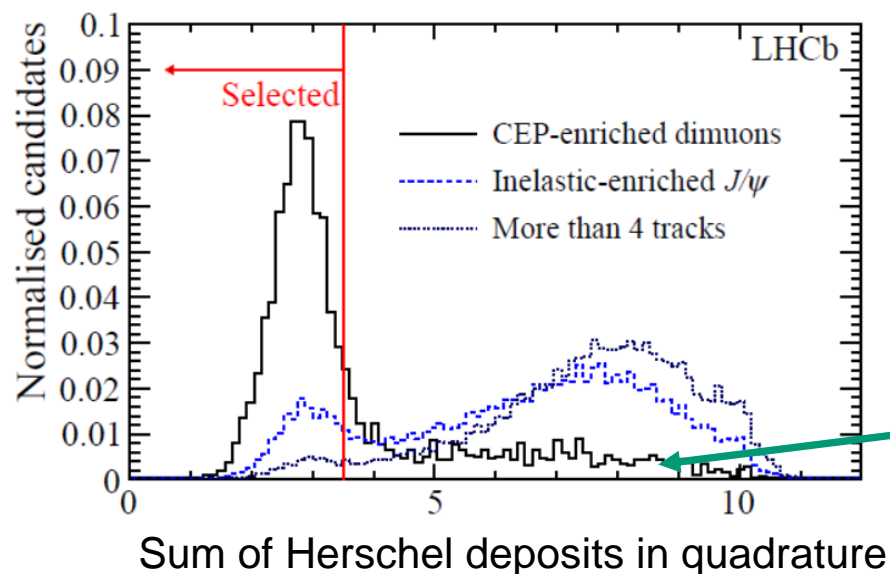 Normalised candidates
0.1
0.09
0.08
0.07
0.06
0.05
0.04
0.03
0.02
0.01
0
LHCb
Selected
CEP-enriched dimuons
Inelastic-enriched J/ψ
More than 4 tracks
0
5
10
Sum of Herschel deposits in quadrature